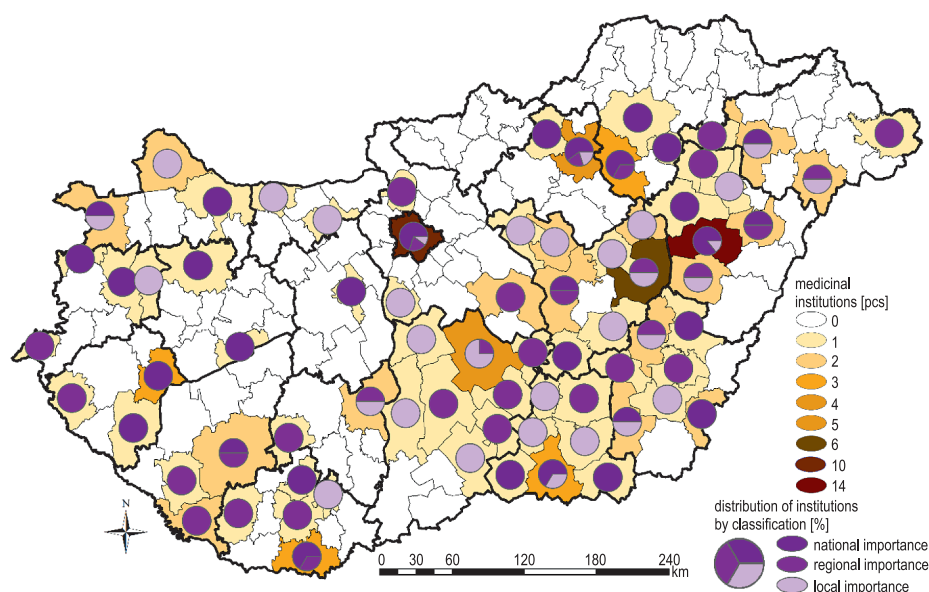 medicinal
institutions [pcs]
0
1
2
3
4
5
6
10
14
distribution of institutions
by classification [%]
national importance
regional importance
local importance
N
0 15 30 60 120 180 240
km